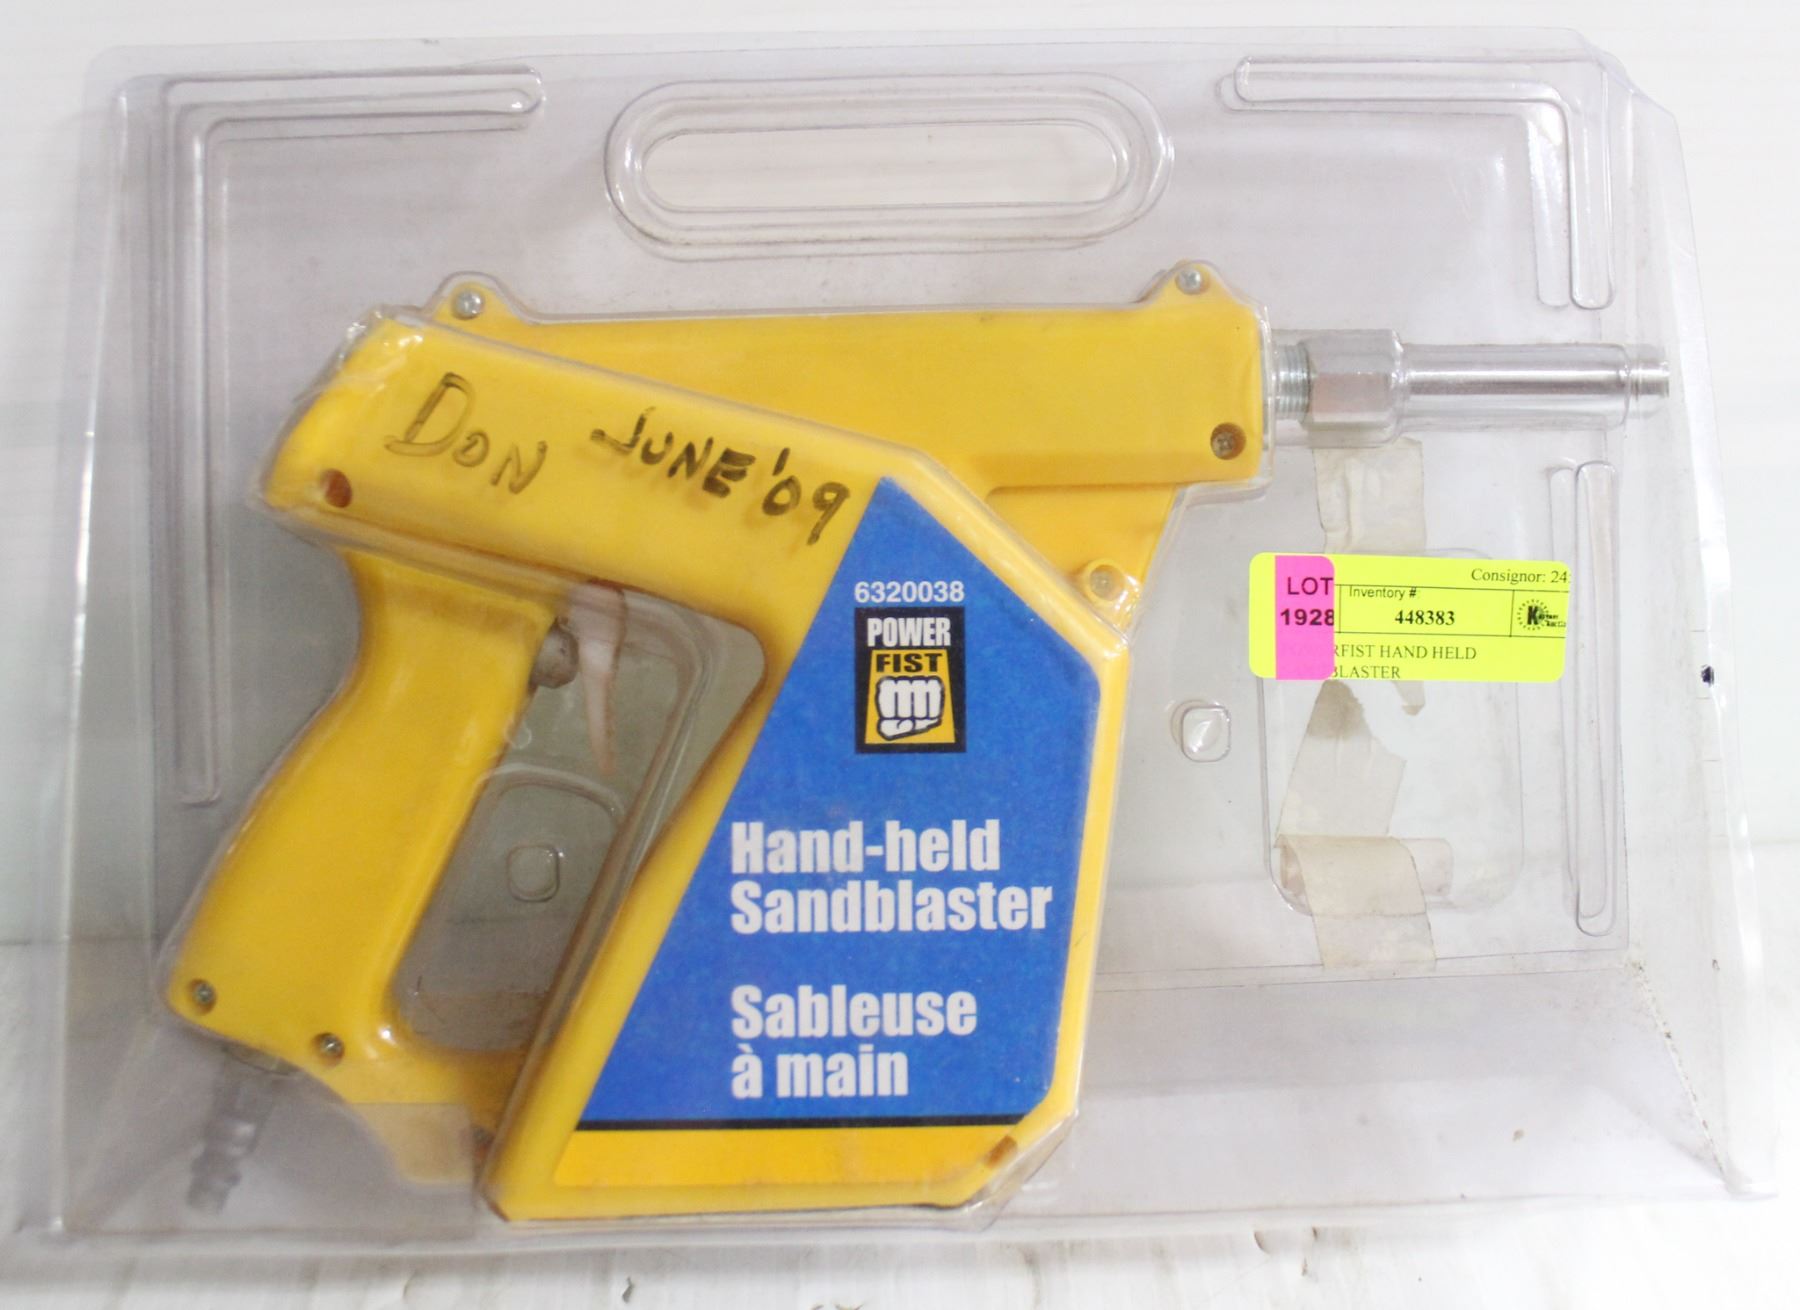 DON JUNE '09
6320038
POWER
FIST
Hand-held
Sandblaster
Sableuse
à main
LOT
1928
Consignor: 24
Inventory #:
448383
RFIST HAND HELD
BLASTER